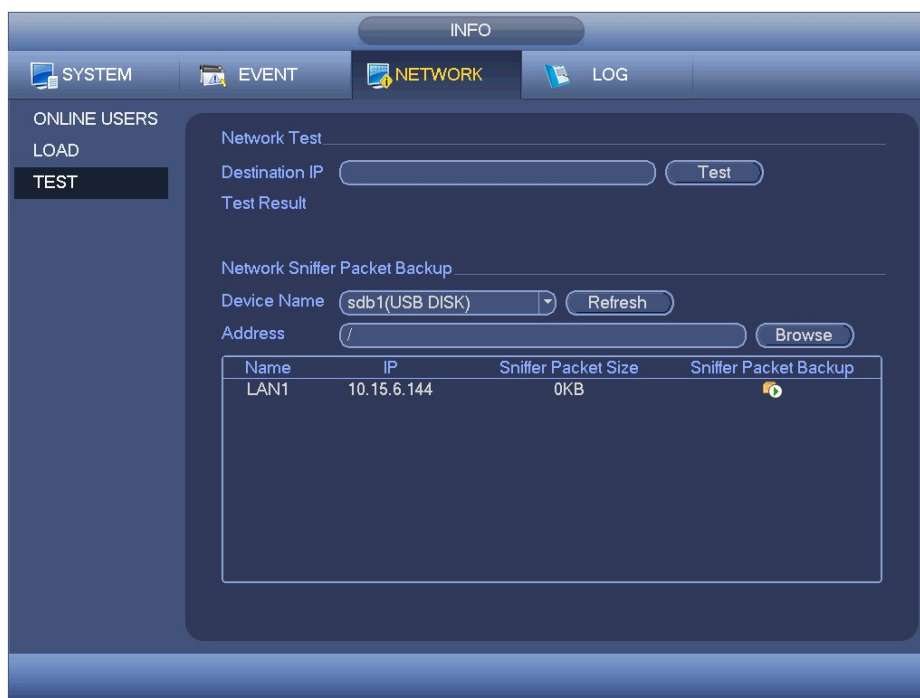 INFO
SYSTEM EVENT NETWORK LOG
ONLINE USERS
LOAD
TEST
Network Test
Destination IP Test
Test Result
Network Sniffer Packet Backup
Device Name sdb1(USB DISK) Refresh
Address / Browse
Name IP Sniffer Packet Size Sniffer Packet Backup
LAN1 10.15.6.144 0KB